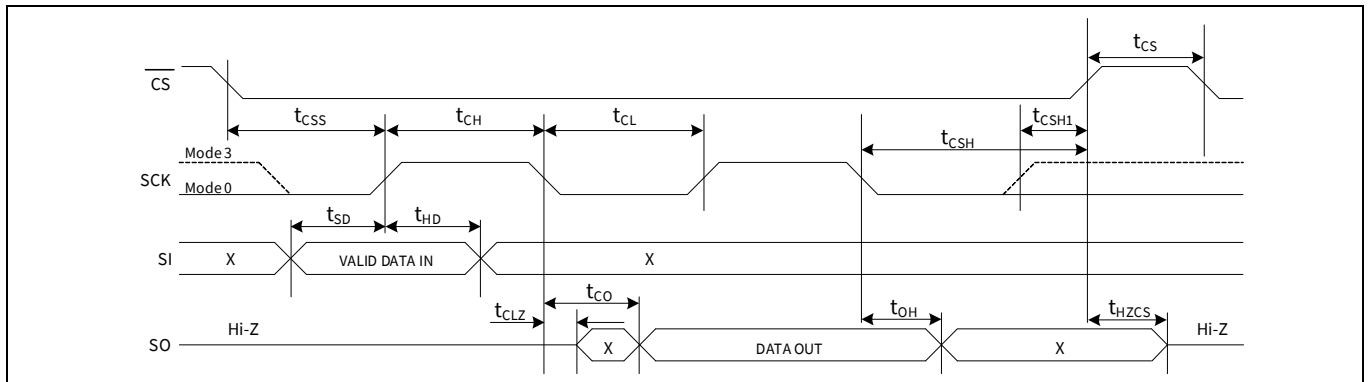 t_CS
CS
t_CSS t_CH t_CL t_CSH1
t_CSH
Mode 3
SCK
Mode 0
t_SD t_HD
SI X VALID DATA IN X
t_CO
t_CLZ t_OH t_HZCS
Hi-Z Hi-Z
SO X DATA OUT X